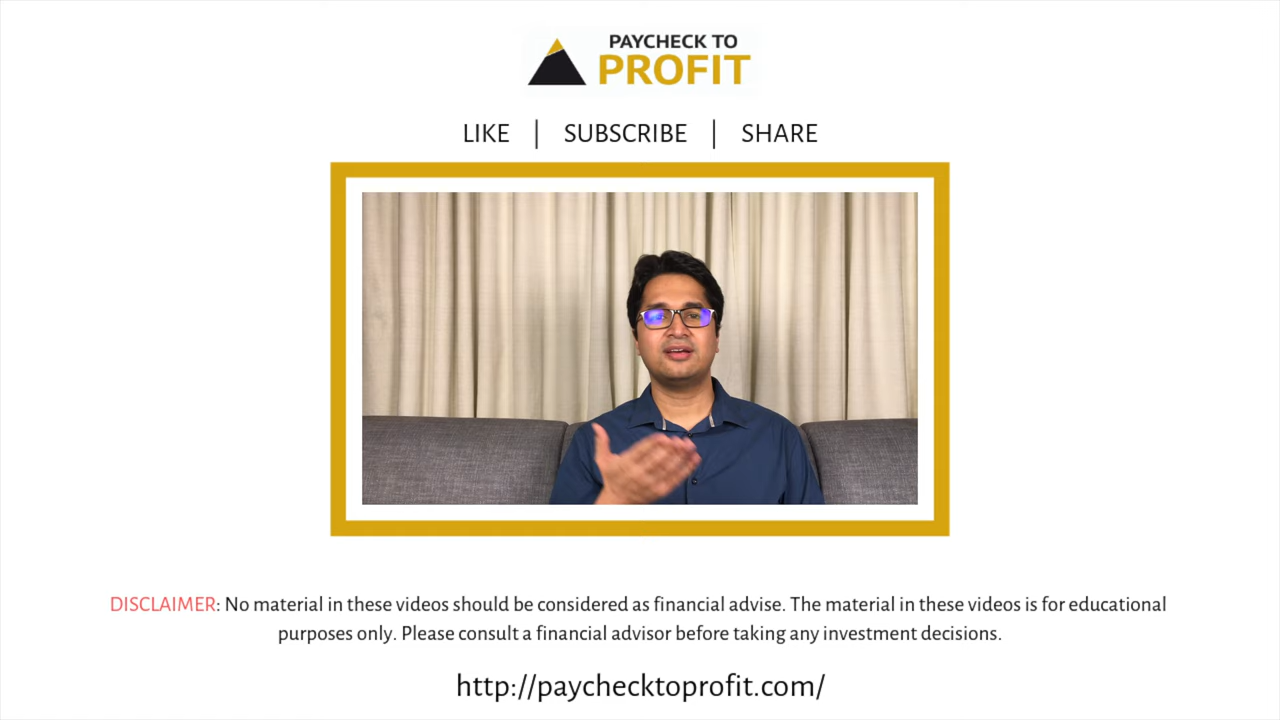 PAYCHECK TO
PROFIT
LIKE | SUBSCRIBE | SHARE
DISCLAIMER: No material in these videos should be considered as financial advise. The material in these videos is for educational
purposes only. Please consult a financial advisor before taking any investment decisions.
http://paychecktoprofit.com/